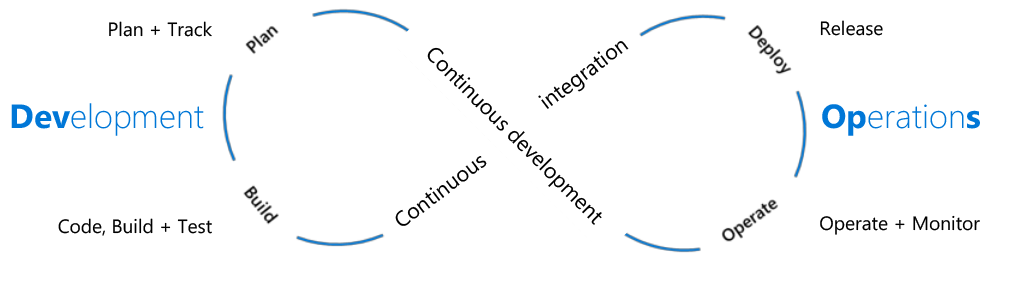 Plan + Track
Plan
Development
Build
Code, Build + Test
Continuous development
Continuous
integration
Deploy
Release
Operations
Operate
Operate + Monitor